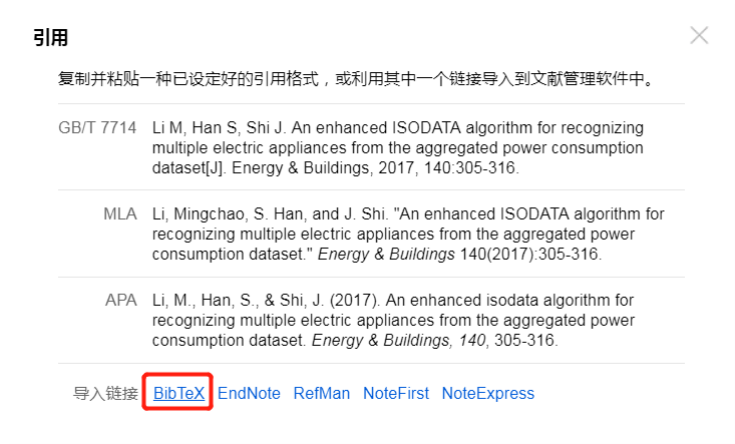 引用
复制并粘贴一种已设定好的引用格式，或利用其中一个链接导入到文献管理软件中。
GB/T 7714 Li M, Han S, Shi J. An enhanced ISODATA algorithm for recognizing
multiple electric appliances from the aggregated power consumption
dataset[J]. Energy & Buildings, 2017, 140:305-316.
MLA Li, Mingchao, S. Han, and J. Shi. "An enhanced ISODATA algorithm for
recognizing multiple electric appliances from the aggregated power
consumption dataset." Energy & Buildings 140(2017):305-316.
APA Li, M., Han, S., & Shi, J. (2017). An enhanced isodata algorithm for
recognizing multiple electric appliances from the aggregated power
consumption dataset. Energy & Buildings, 140, 305-316.
导入链接 BibTeX EndNote RefMan NoteFirst NoteExpress